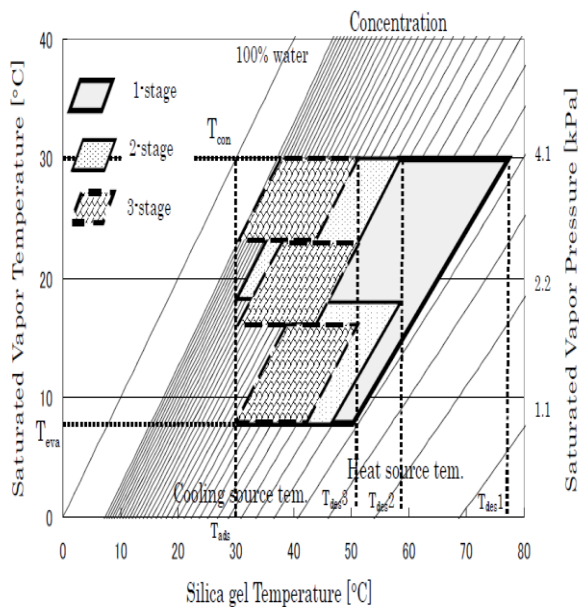 Concentration
40
100% water
1-stage
2-stage
3-stage
T_con
30
4.1
20
2.2
10
1.1
T_eva
Heat source tem.
Cooling source tem.
T_des3
T_des2
T_des1
0
0
10
20
30
40
50
60
70
80
T_ads
Silica gel Temperature [°C]
Saturated Vapor Temperature [°C]
Saturated Vapor Pressure [kPa]